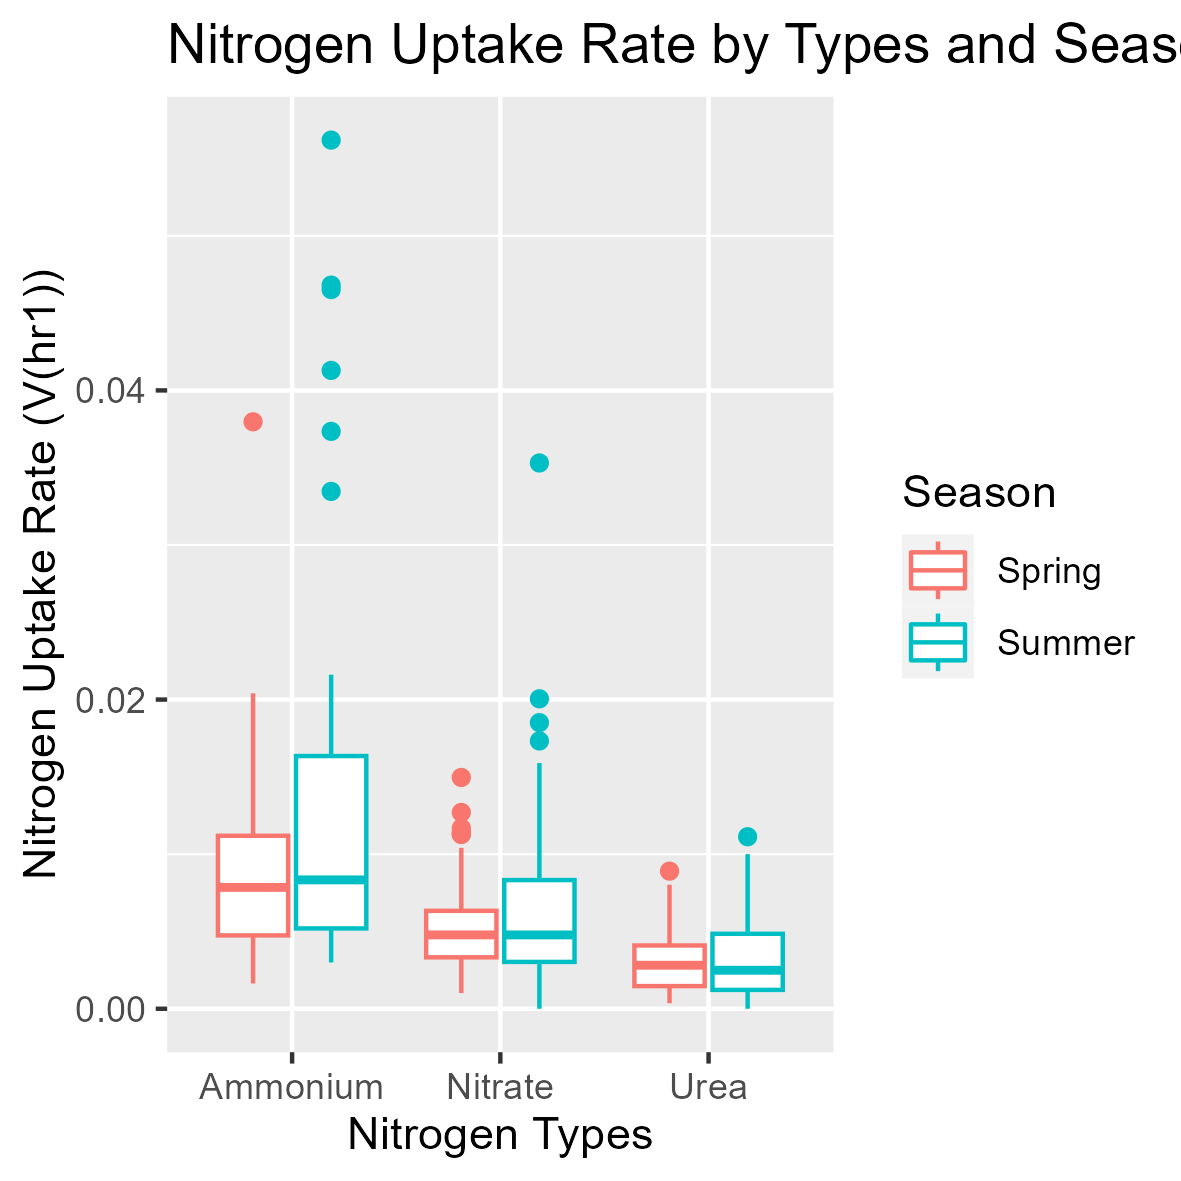 Nitrogen Uptake Rate by Types and Seas
Nitrogen Uptake Rate (V(hr1))
0.04
0.02
0.00
Ammonium
Nitrate
Urea
Nitrogen Types
Season
Spring
Summer